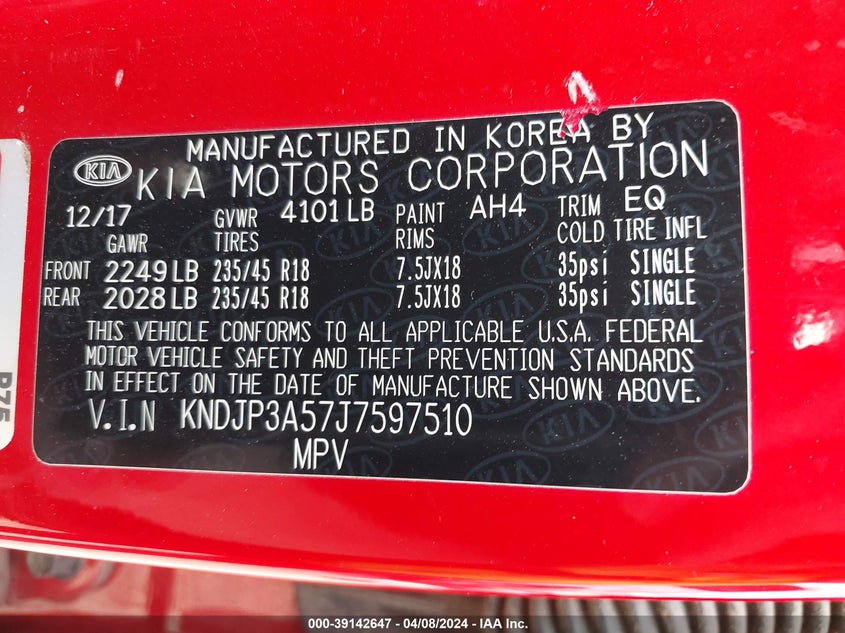 MANUFACTURED IN KOREA BY
KIA KIA MOTORS CORPORATION
12/17 GVWR 4101 LB PAINT AH4 TRIM EQ
GAWR TIRES RIMS COLD TIRE INFL
FRONT 2249 LB 235/45 R18 7.5JX18 35psi SINGLE
REAR 2028 LB 235/45 R18 7.5JX18 35psi SINGLE
THIS VEHICLE CONFORMS TO ALL APPLICABLE U.S.A. FEDERAL
MOTOR VEHICLE SAFETY AND THEFT PREVENTION STANDARDS
IN EFFECT ON THE DATE OF MANUFACTURE SHOWN ABOVE.
V.I.N KNDJP3A57J7597510
MPV
000-39142647 - 04/08/2024 - IAA Inc.